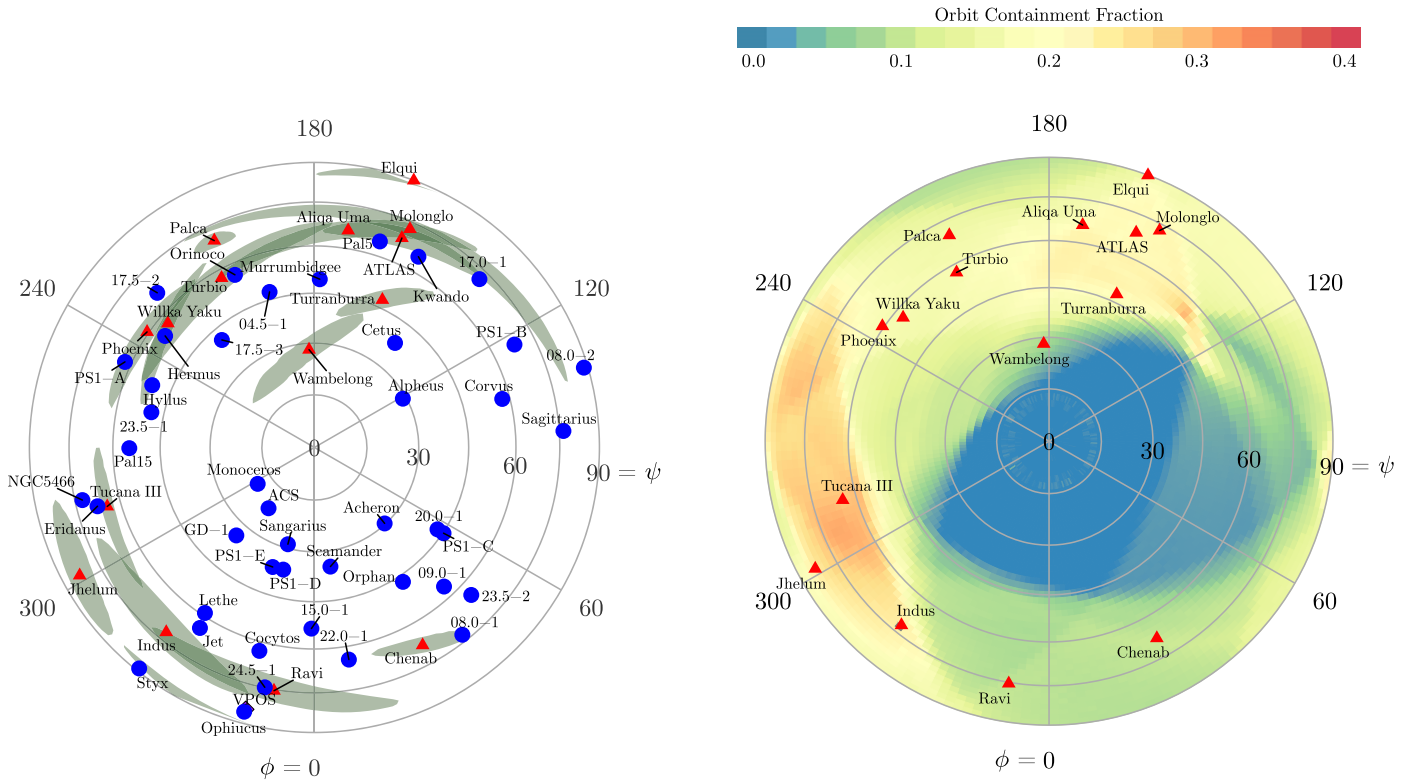 Orbit Containment Fraction
0.0 0.1 0.2 0.3 0.4
180
Elqui
Palca
Aliqa Uma
Molonglo
Orinoco
Pal5
ATLAS
Murrumbidgee
17.0−1
17.5−2
Turbio
Turranburra
Kwando
240
120
Willka Yaku
04.5−1
Cetus
PS1−B
Phoenix
17.5−3
08.0−2
PS1−A
Hermus
Wambelong
Alpheus
Corvus
Hyllus
23.5−1
Sagittarius
Pal15
0
30
60
90 = ψ
NGC5466
Tucana III
Monoceros
ACS
Eridanus
Acheron
20.0−1
GD−1
Sangarius
PS1−C
PS1−E
Scamander
PS1−D
Orphan
09.0−1
Jhelum
23.5−2
300
60
Lethe
15.0−1
Jet
Cocytos
22.0−1
08.0−1
Indus
Chenab
24.5−1
Ravi
Styx
VPOS
Ophiucus
ϕ = 0
180
Elqui
Aliqa Uma
Molonglo
Palca
ATLAS
Turbio
240
120
Willka Yaku
Turranburra
Phoenix
Wambelong
0
30
60
90 = ψ
Tucana III
Jhelum
300
60
Indus
Chenab
Ravi
ϕ = 0